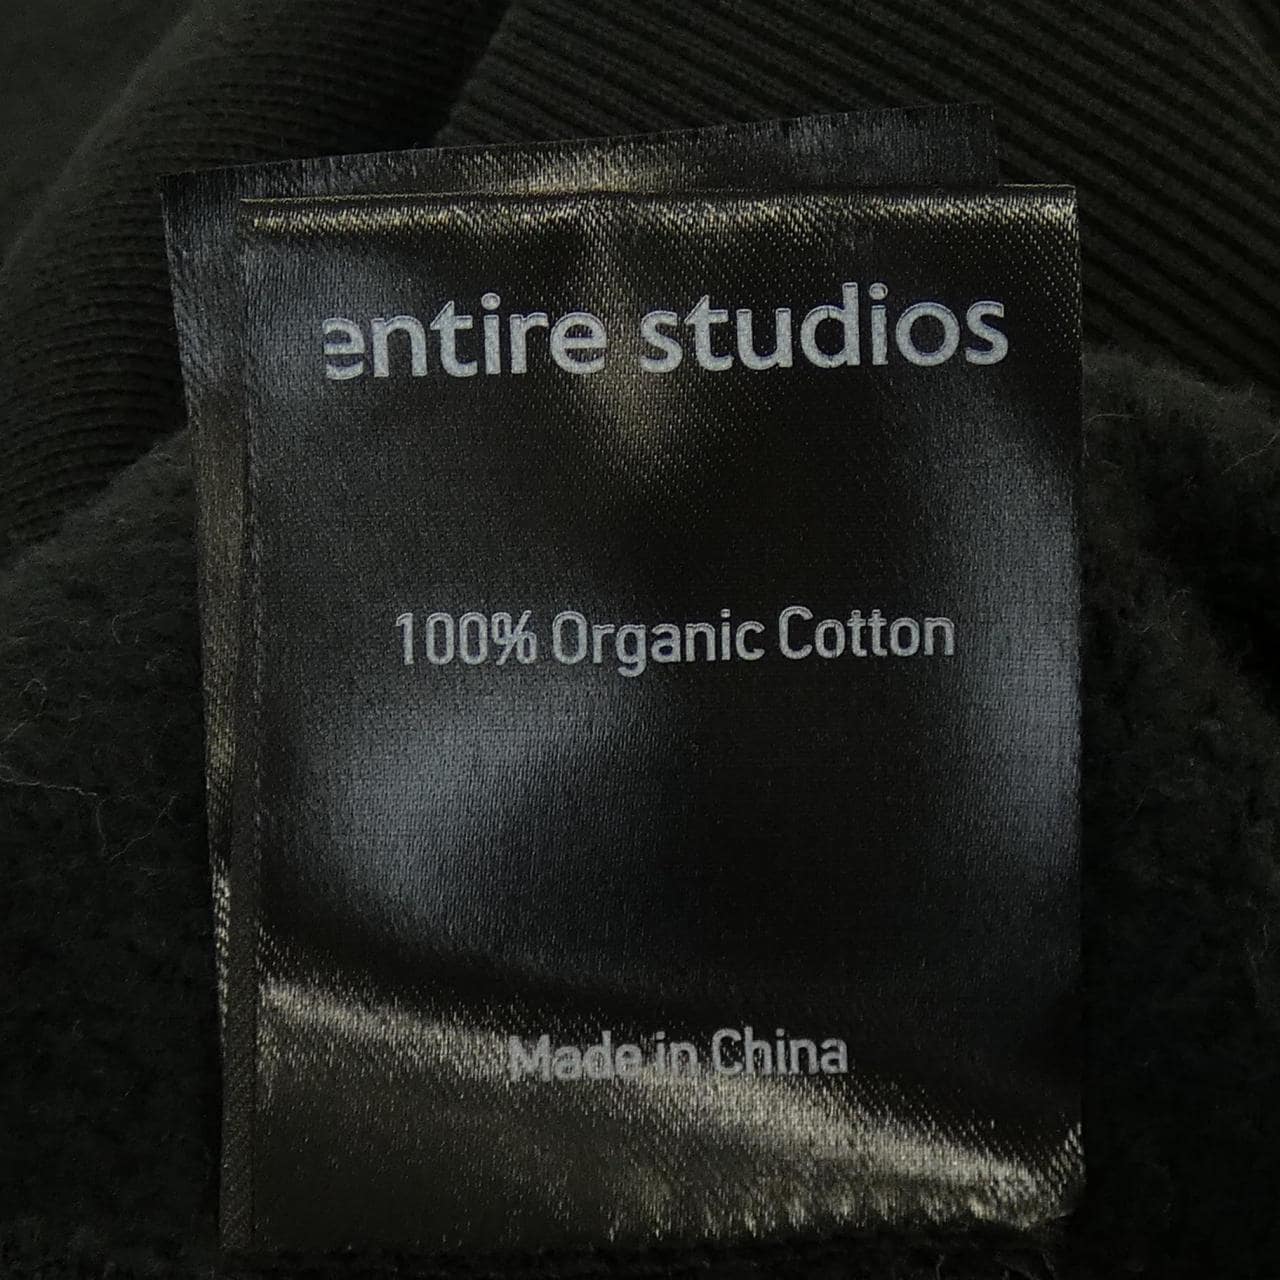 entire studios
100% Organic Cotton
Made in China